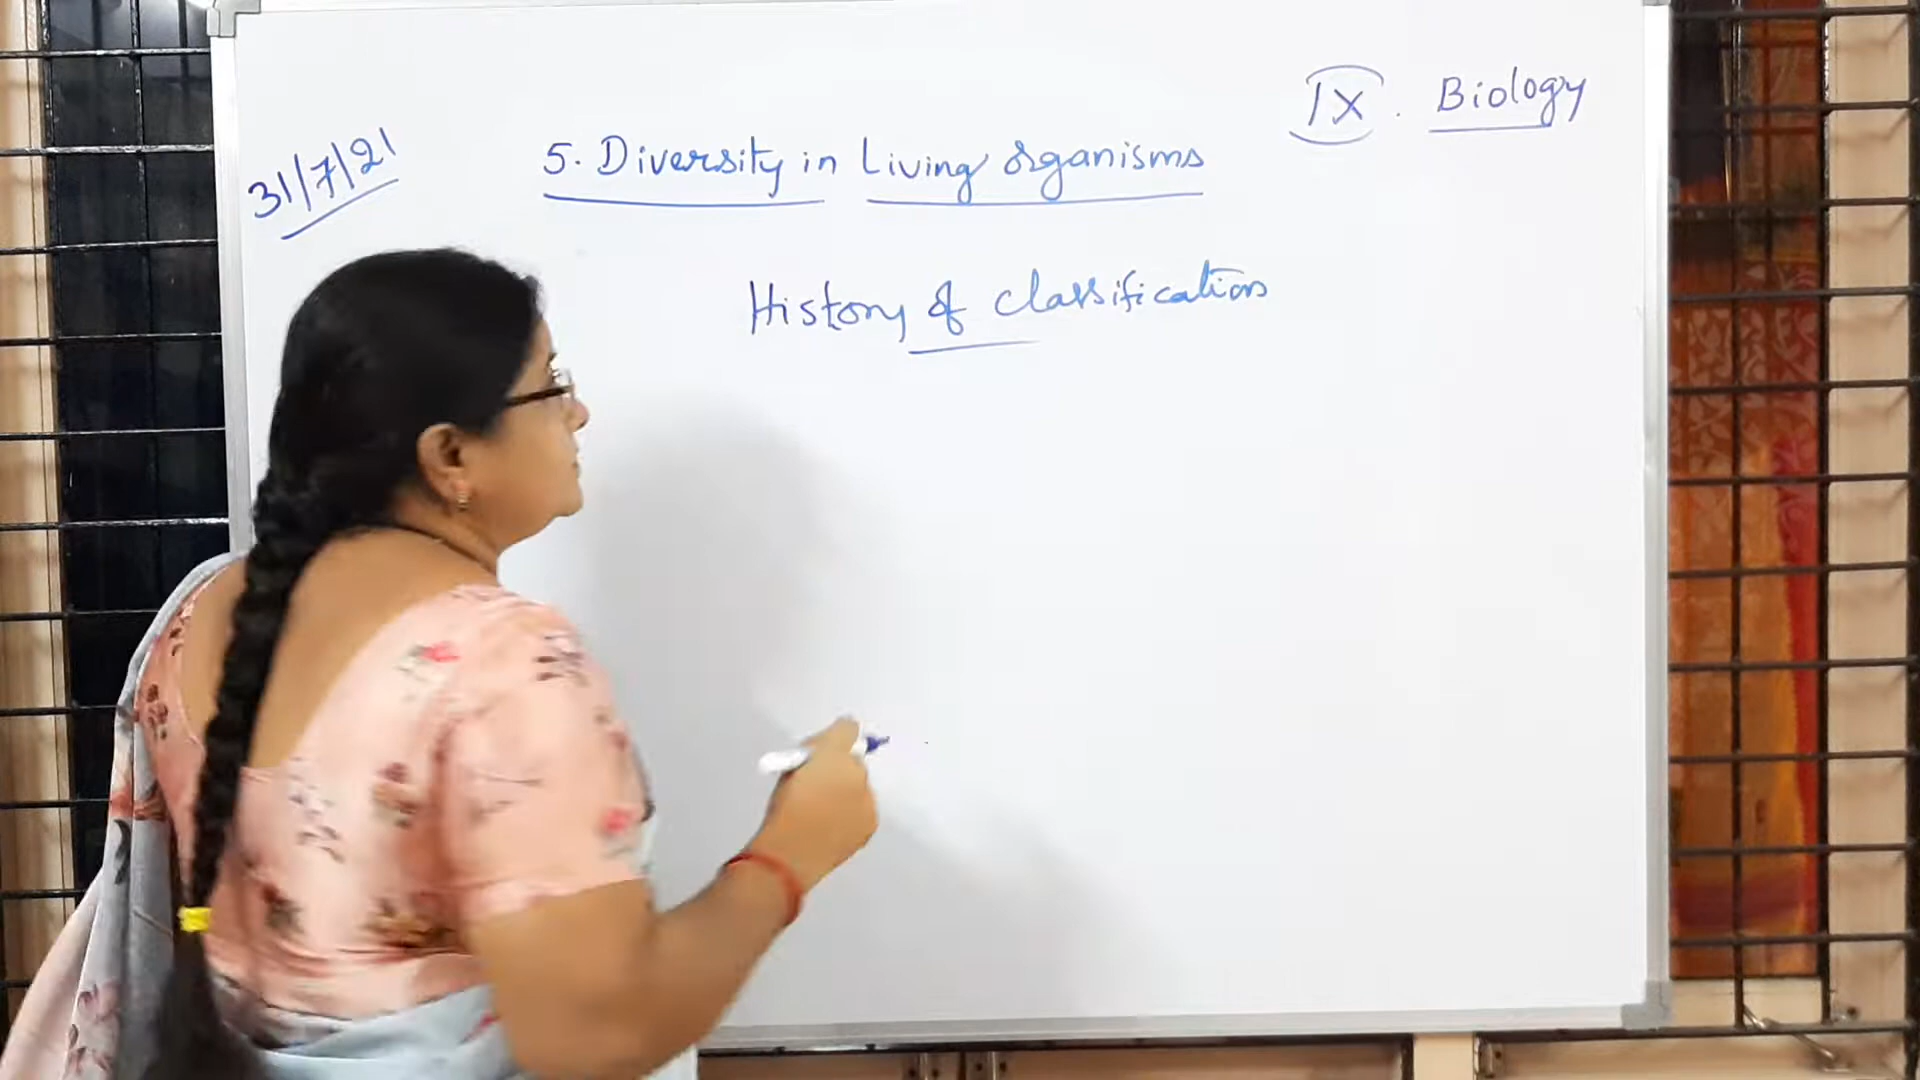 IX. Biology
31/7/21
5. Diversity in Living organisms
History of classification